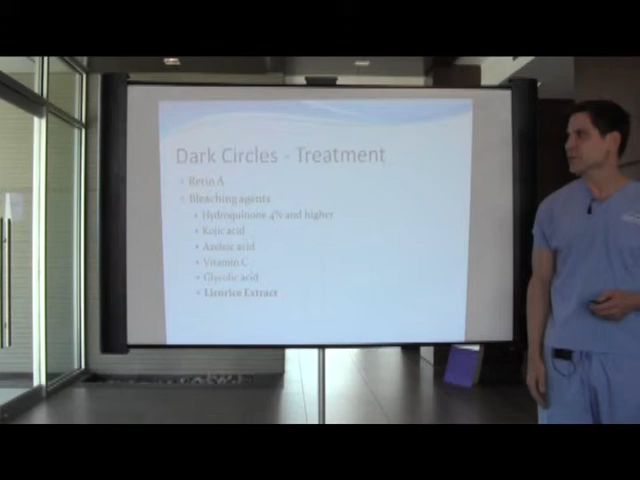 Dark Circles - Treatment
Retin A
Bleaching agents
Hydroquinone 4% and higher
Kojic acid
Azelaic acid
Vitamin C
Glycolic acid
Licorice Extract